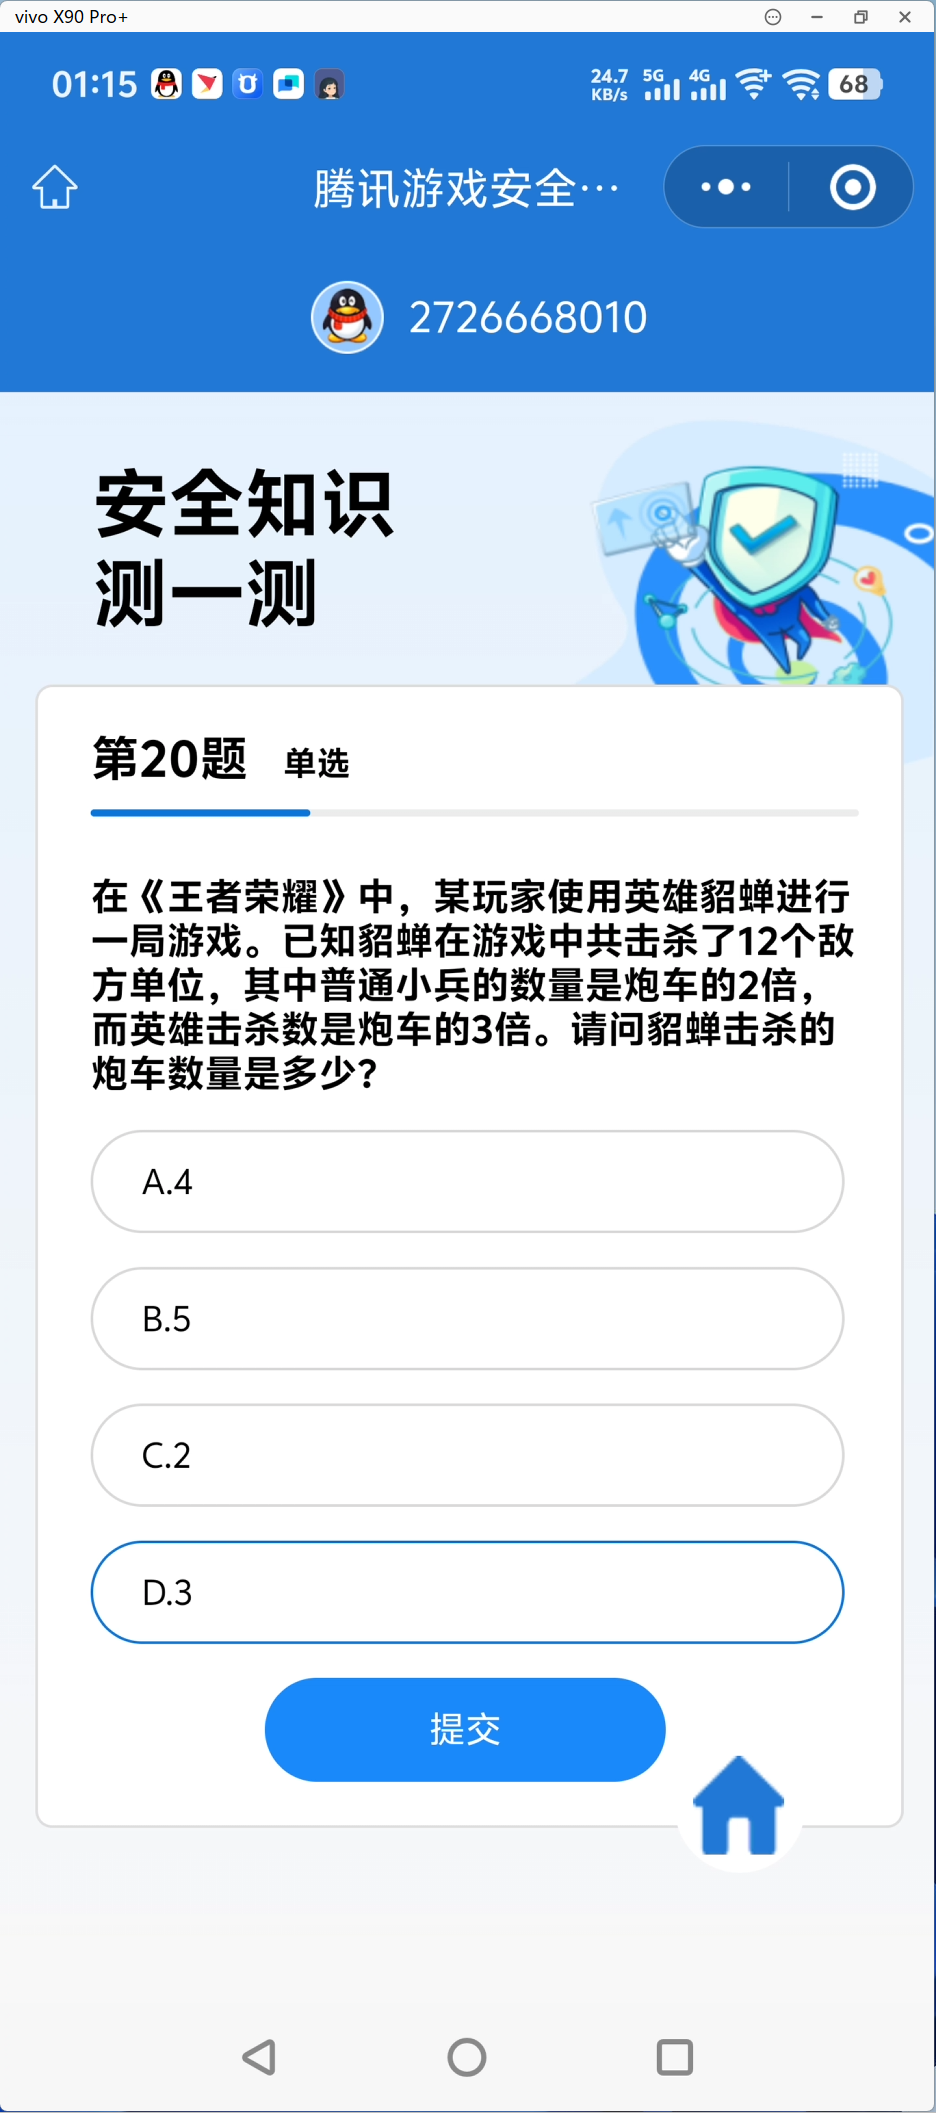 vivo X90 Pro+
01:15
24.7 KB/s 5G 4G 68
腾讯游戏安全…
2726668010
安全知识
测一测
第20题 单选
在《王者荣耀》中，某玩家使用英雄貂蝉进行
一局游戏。已知貂蝉在游戏中共击杀了12个敌
方单位，其中普通小兵的数量是炮车的2倍，
而英雄击杀数是炮车的3倍。请问貂蝉击杀的
炮车数量是多少？
A.4
B.5
C.2
D.3
提交